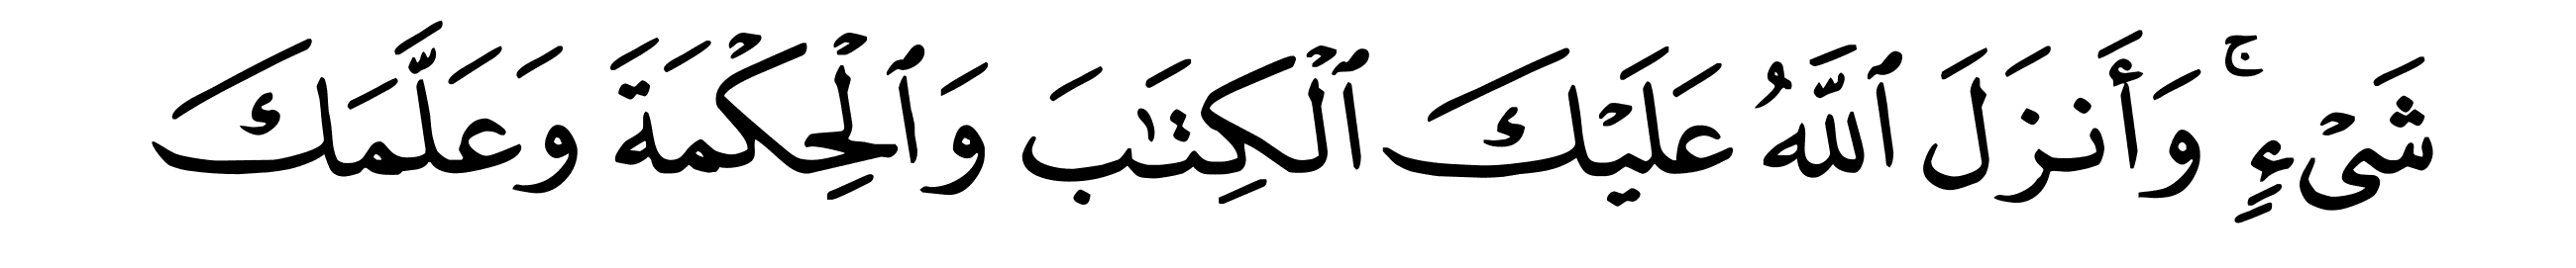 شَىْءٍۚ وَأَنزَلَ ٱللَّهُ عَلَيْكَ ٱلْكِتَٰبَ وَٱلْحِكْمَةَ وَعَلَّمَكَ